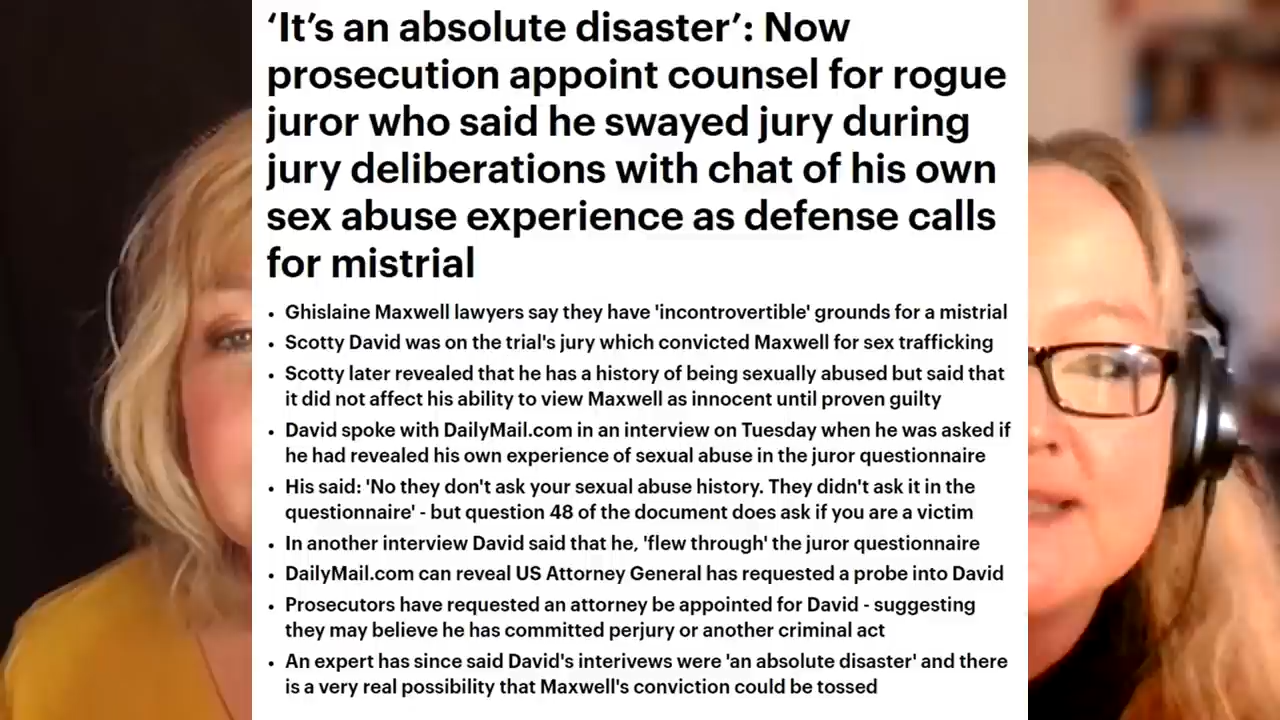 ‘It’s an absolute disaster’: Now
prosecution appoint counsel for rogue
juror who said he swayed jury during
jury deliberations with chat of his own
sex abuse experience as defense calls
for mistrial
• Ghislaine Maxwell lawyers say they have 'incontrovertible' grounds for a mistrial
• Scotty David was on the trial's jury which convicted Maxwell for sex trafficking
• Scotty later revealed that he has a history of being sexually abused but said that
it did not affect his ability to view Maxwell as innocent until proven guilty
• David spoke with DailyMail.com in an interview on Tuesday when he was asked if
he had revealed his own experience of sexual abuse in the juror questionnaire
• His said: 'No they don't ask your sexual abuse history. They didn't ask it in the
questionnaire' - but question 48 of the document does ask if you are a victim
• In another interview David said that he, 'flew through' the juror questionnaire
• DailyMail.com can reveal US Attorney General has requested a probe into David
• Prosecutors have requested an attorney be appointed for David - suggesting
they may believe he has committed perjury or another criminal act
• An expert has since said David's interivews were 'an absolute disaster' and there
is a very real possibility that Maxwell's conviction could be tossed